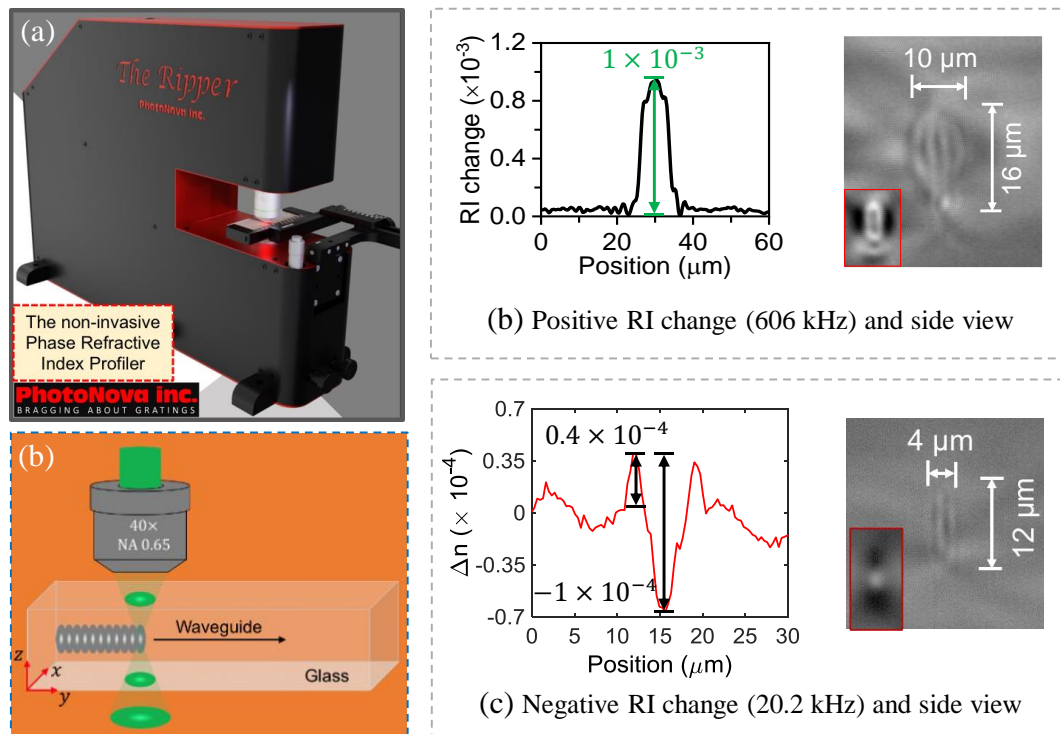 (a)
The Ripper
PhotoNova inc.
The non-invasive
Phase Refractive
Index Profiler
PhotoNova inc.
BRAGGING ABOUT GRATINGS
(b)
40×
NA 0.65
Waveguide
Glass
z
x
y
RI change (×10⁻³)
1.2
0.8
0.4
0.0
1 × 10⁻³
0
20
40
60
Position (μm)
10 μm
16 μm
(b) Positive RI change (606 kHz) and side view
Δn (× 10⁻⁴)
0.7
0.35
0
-0.35
-0.7
0.4 × 10⁻⁴
−1 × 10⁻⁴
0
5
10
15
20
25
30
Position (μm)
4 μm
12 μm
(c) Negative RI change (20.2 kHz) and side view